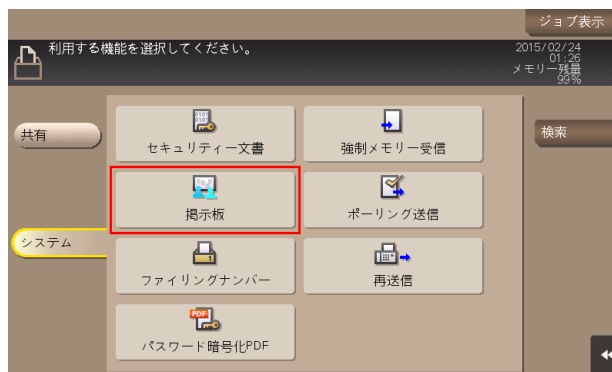 ジョブ表示
利用する機能を選択してください。
2015/02/24
01:26
メモリー残量
99%
共有
セキュリティー文書
強制メモリー受信
検索
掲示板
ポーリング送信
システム
ファイリングナンバー
再送信
PDF
パスワード暗号化PDF